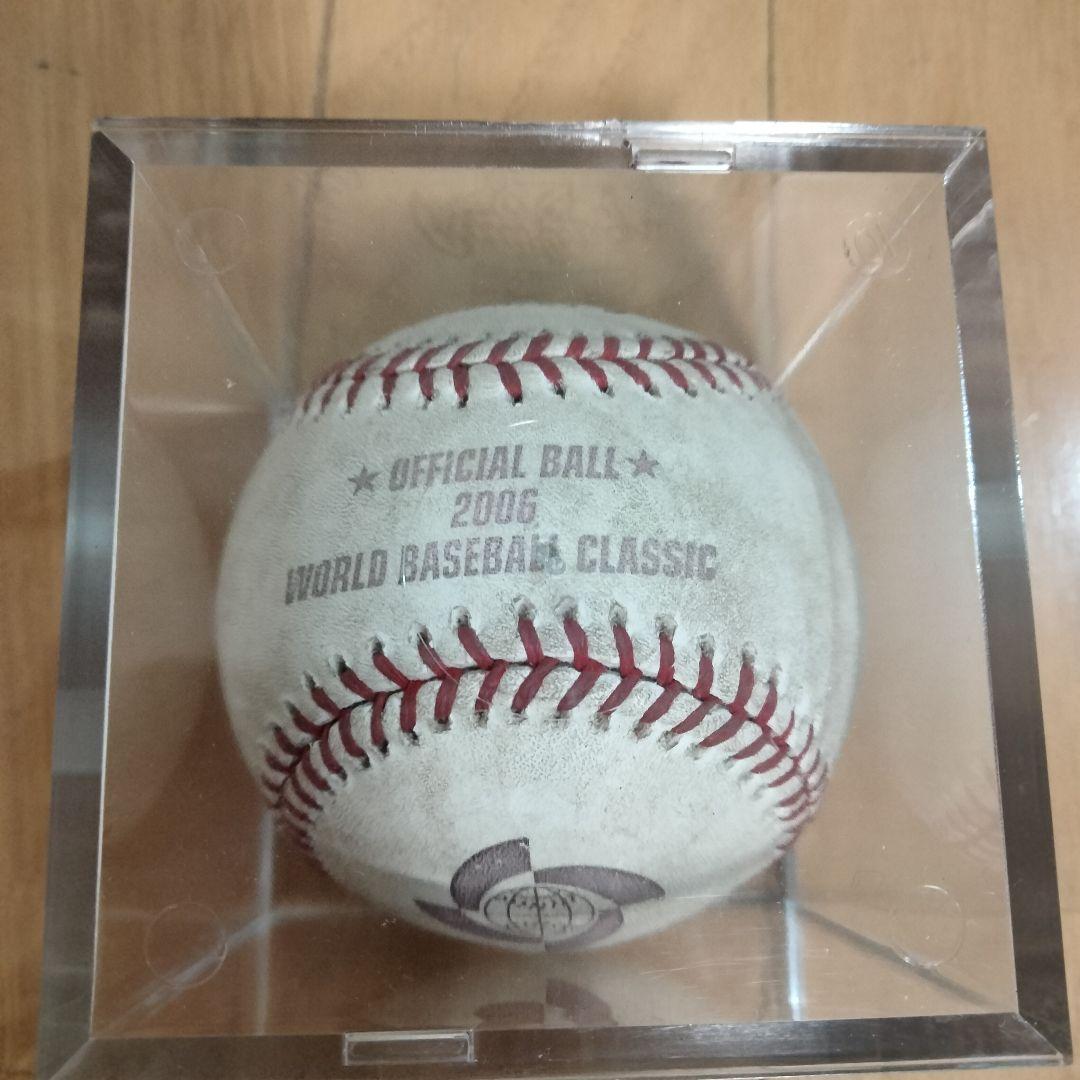 ★ OFFICIAL BALL ★
2006
WORLD BASEBALL CLASSIC